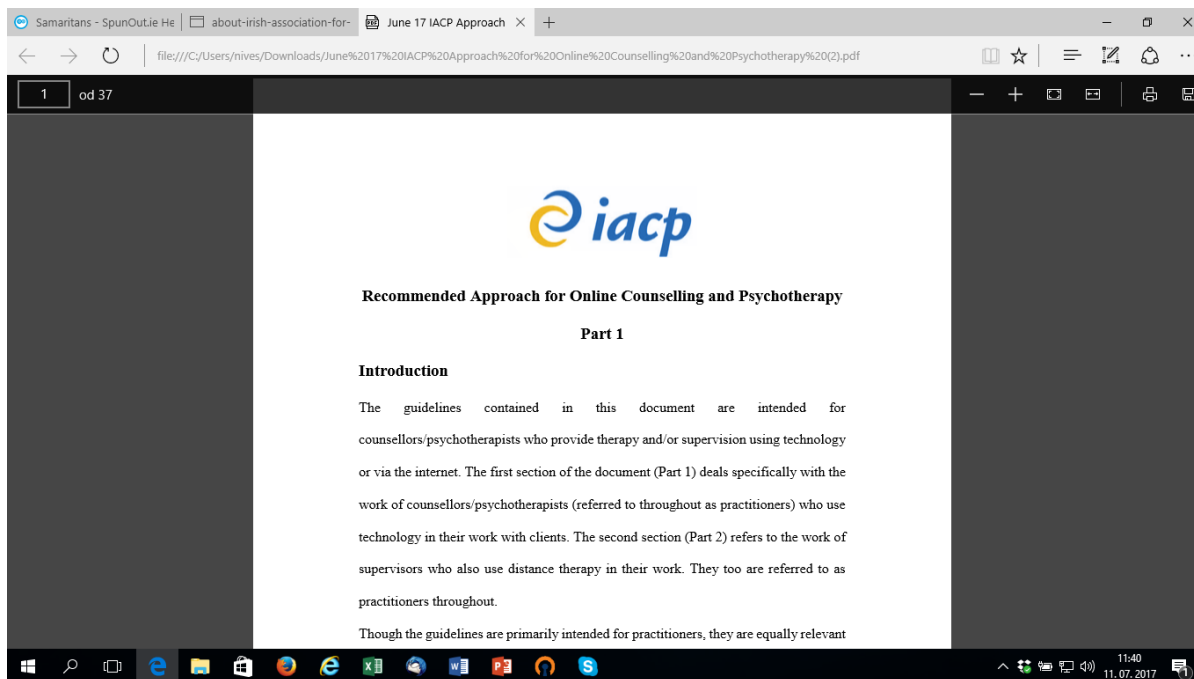 Samaritans - SpunOut.ie He
about-irish-association-for-
June 17 IACP Approach
file:///C:/Users/nives/Downloads/June%2017%20IACP%20Approach%20for%20Online%20Counselling%20and%20Psychotherapy%20(2).pdf
1 od 37
iacp
Recommended Approach for Online Counselling and Psychotherapy
Part 1
Introduction
The guidelines contained in this document are intended for
counsellors/psychotherapists who provide therapy and/or supervision using technology
or via the internet. The first section of the document (Part 1) deals specifically with the
work of counsellors/psychotherapists (referred to throughout as practitioners) who use
technology in their work with clients. The second section (Part 2) refers to the work of
supervisors who also use distance therapy in their work. They too are referred to as
practitioners throughout.
Though the guidelines are primarily intended for practitioners, they are equally relevant
11:40
11. 07. 2017